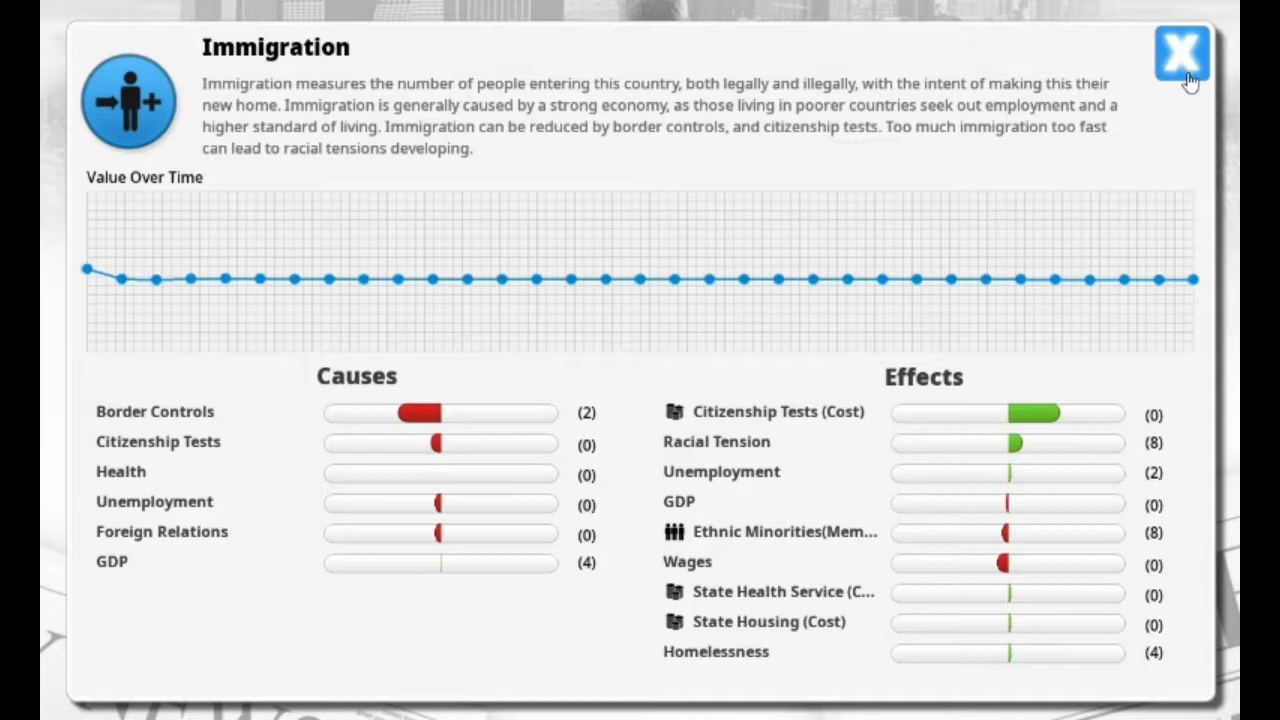 Immigration
Immigration measures the number of people entering this country, both legally and illegally, with the intent of making this their
new home. Immigration is generally caused by a strong economy, as those living in poorer countries seek out employment and a
higher standard of living. Immigration can be reduced by border controls, and citizenship tests. Too much immigration too fast
can lead to racial tensions developing.
Value Over Time
Causes
Border Controls (2)
Citizenship Tests (0)
Health (0)
Unemployment (0)
Foreign Relations (0)
GDP (4)
Effects
Citizenship Tests (Cost) (0)
Racial Tension (8)
Unemployment (2)
GDP (0)
Ethnic Minorities(Mem... (8)
Wages (0)
State Health Service (C... (0)
State Housing (Cost) (0)
Homelessness (4)